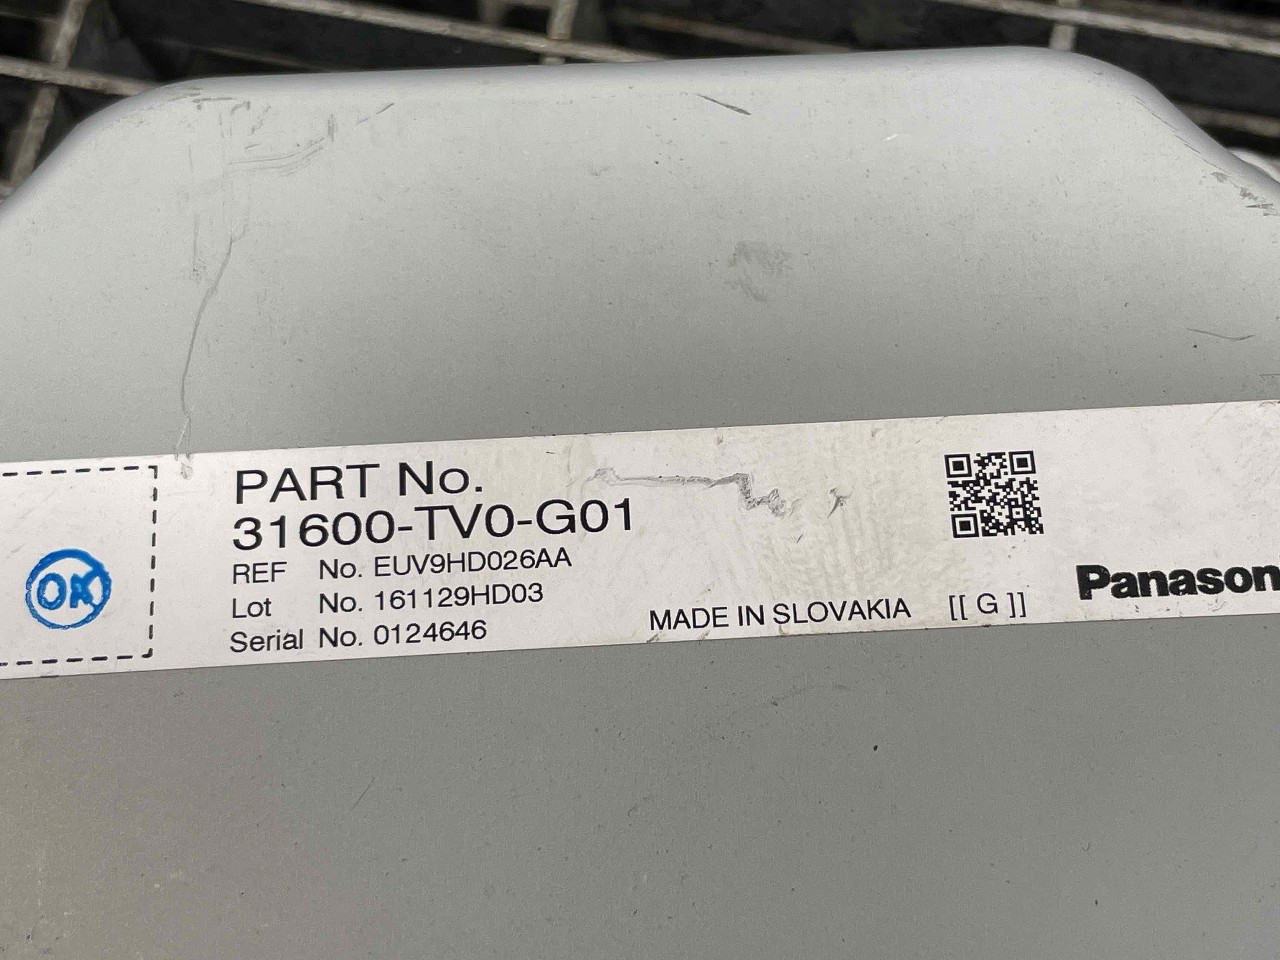 PART No.
31600-TV0-G01
REF No. EUV9HD026AA
Lot No. 161129HD03
Serial No. 0124646
MADE IN SLOVAKIA [[ G ]]
Panason
OK